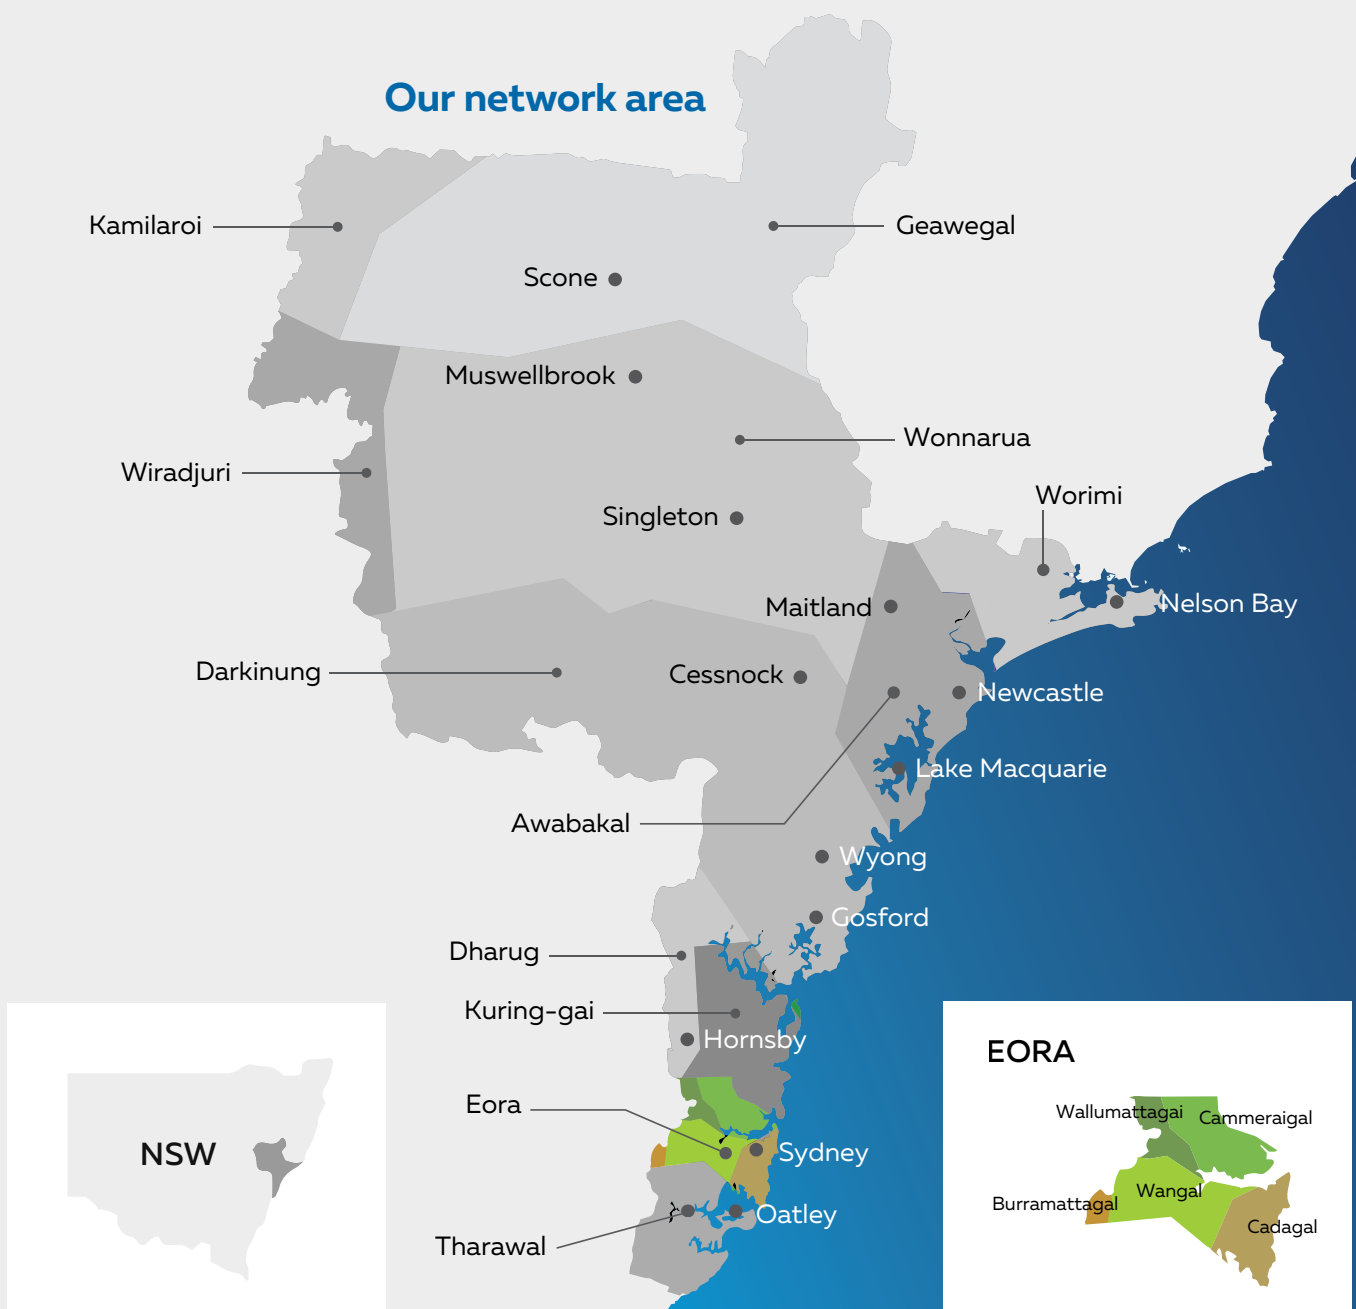 Our network area
Kamilaroi
Geawegal
Scone
Muswellbrook
Wonnarua
Wiradjuri
Worimi
Singleton
Maitland
Nelson Bay
Darkinung
Cessnock
Newcastle
Lake Macquarie
Awabakal
Wyong
Gosford
Dharug
Kuring-gai
Hornsby
Eora
Sydney
Oatley
Tharawal
NSW
EORA
Wallumattagai
Cammeraigal
Wangal
Burramattagal
Cadagal